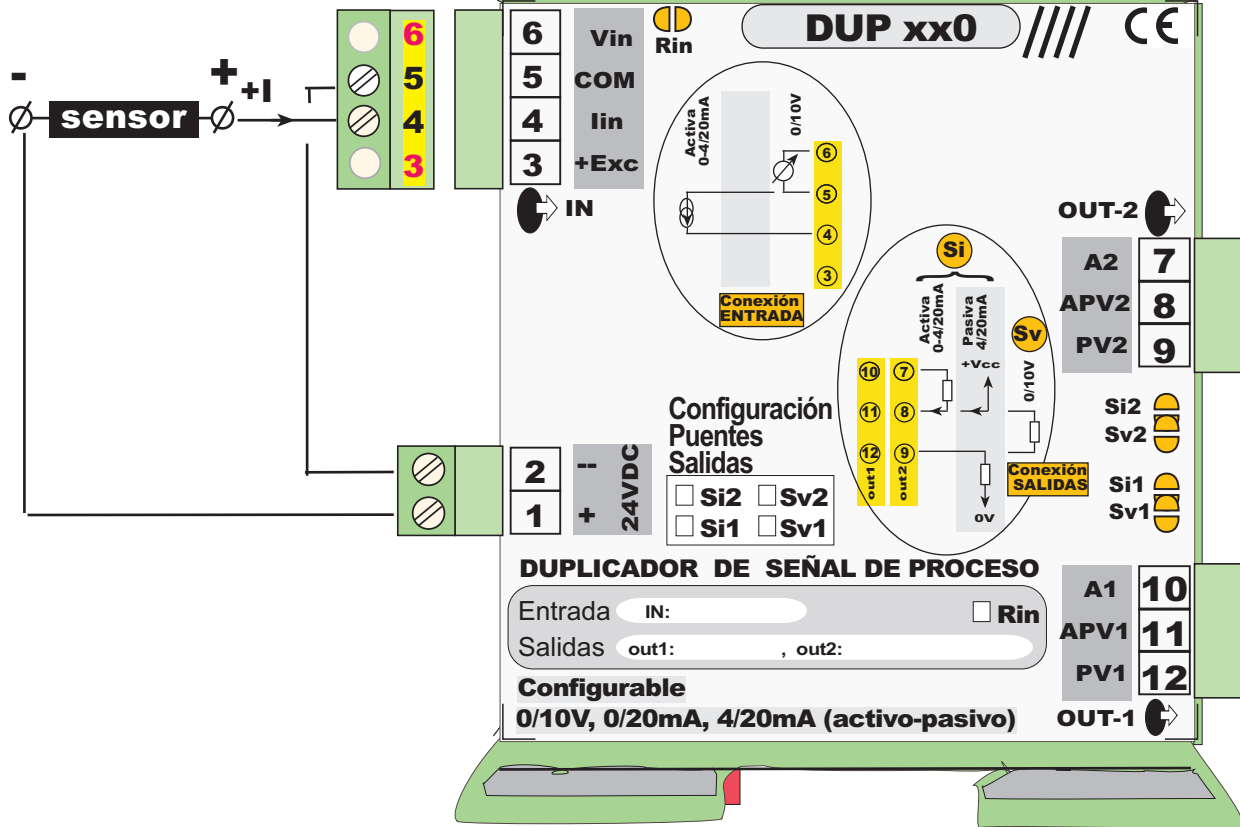 DUP xx0
CE
- sensor + +I
6
5
4
3
6 Vin
5 COM
4 Iin
3 +Exc
IN
Rin
Activa
0-4/20mA
0/10V
6
5
4
3
Conexión
ENTRADA
OUT-2
A2 7
APV2 8
PV2 9
Si
Activa
0-4/20mA
Pasiva
4/20mA
Sv
+Vcc
0/10V
10 7
11 8
12 9
out1 out2
0V
Conexión
SALIDAS
Si2
Sv2
Si1
Sv1
Configuración
Puentes
Salidas
Si2 Sv2
Si1 Sv1
2 --
1 +
24VDC
DUPLICADOR DE SEÑAL DE PROCESO
Entrada IN: Rin
Salidas out1: , out2:
Configurable
0/10V, 0/20mA, 4/20mA (activo-pasivo)
A1 10
APV1 11
PV1 12
OUT-1